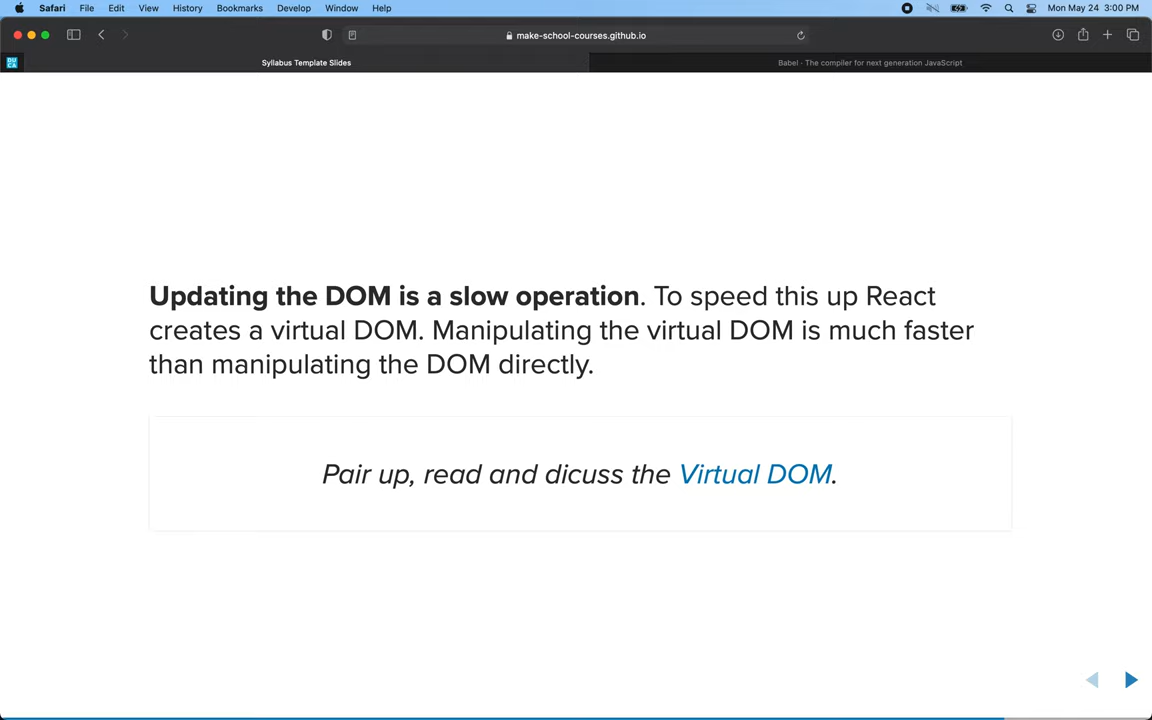 Safari File Edit View History Bookmarks Develop Window Help Mon May 24 3:00 PM
make-school-courses.github.io
DU
CA
Syllabus Template Slides
Babel · The compiler for next generation JavaScript
Updating the DOM is a slow operation. To speed this up React
creates a virtual DOM. Manipulating the virtual DOM is much faster
than manipulating the DOM directly.
Pair up, read and dicuss the Virtual DOM.